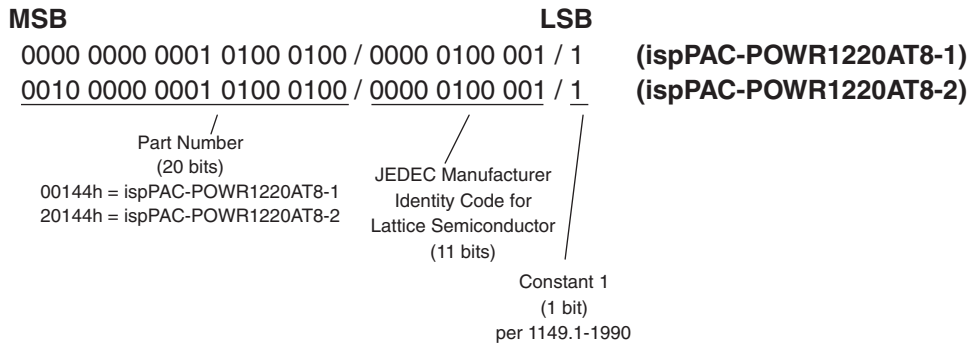 MSB LSB
0000 0000 0001 0100 0100 / 0000 0100 001 / 1 (ispPAC-POWR1220AT8-1)
0010 0000 0001 0100 0100 / 0000 0100 001 / 1 (ispPAC-POWR1220AT8-2)
Part Number
(20 bits)
00144h = ispPAC-POWR1220AT8-1
20144h = ispPAC-POWR1220AT8-2
JEDEC Manufacturer
Identity Code for
Lattice Semiconductor
(11 bits)
Constant 1
(1 bit)
per 1149.1-1990